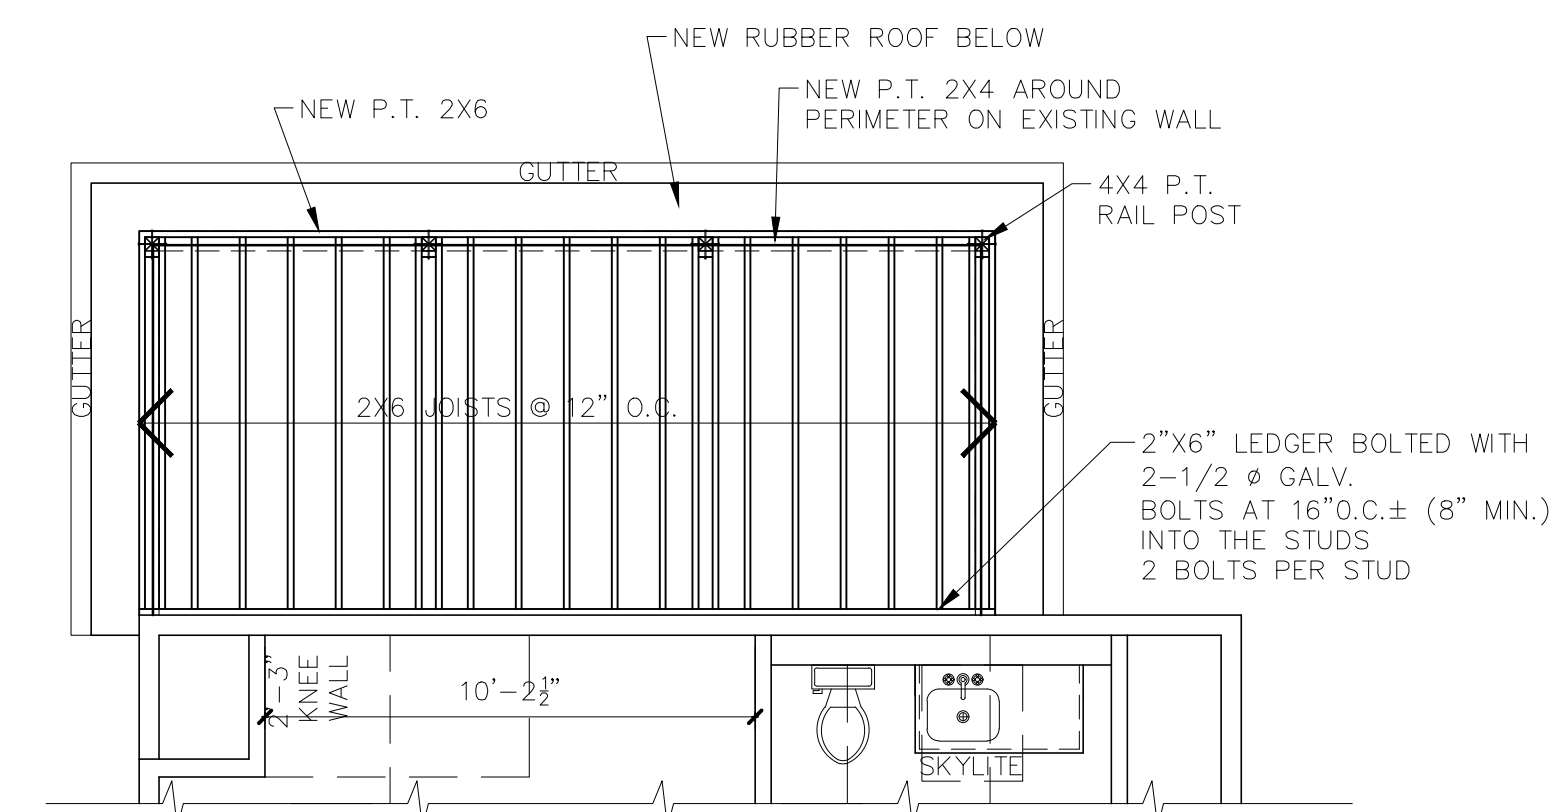 NEW RUBBER ROOF BELOW
NEW P.T. 2X4 AROUND
PERIMETER ON EXISTING WALL
NEW P.T. 2X6
GUTTER
4X4 P.T.
RAIL POST
GUTTER
GUTTER
2X6 JOISTS @ 12” O.C.
2”X6” LEDGER BOLTED WITH
2-1/2 ø GALV.
BOLTS AT 16”O.C.± (8” MIN.)
INTO THE STUDS
2 BOLTS PER STUD
2’-3”
KNEE
WALL
10’-2½”
SKYLITE